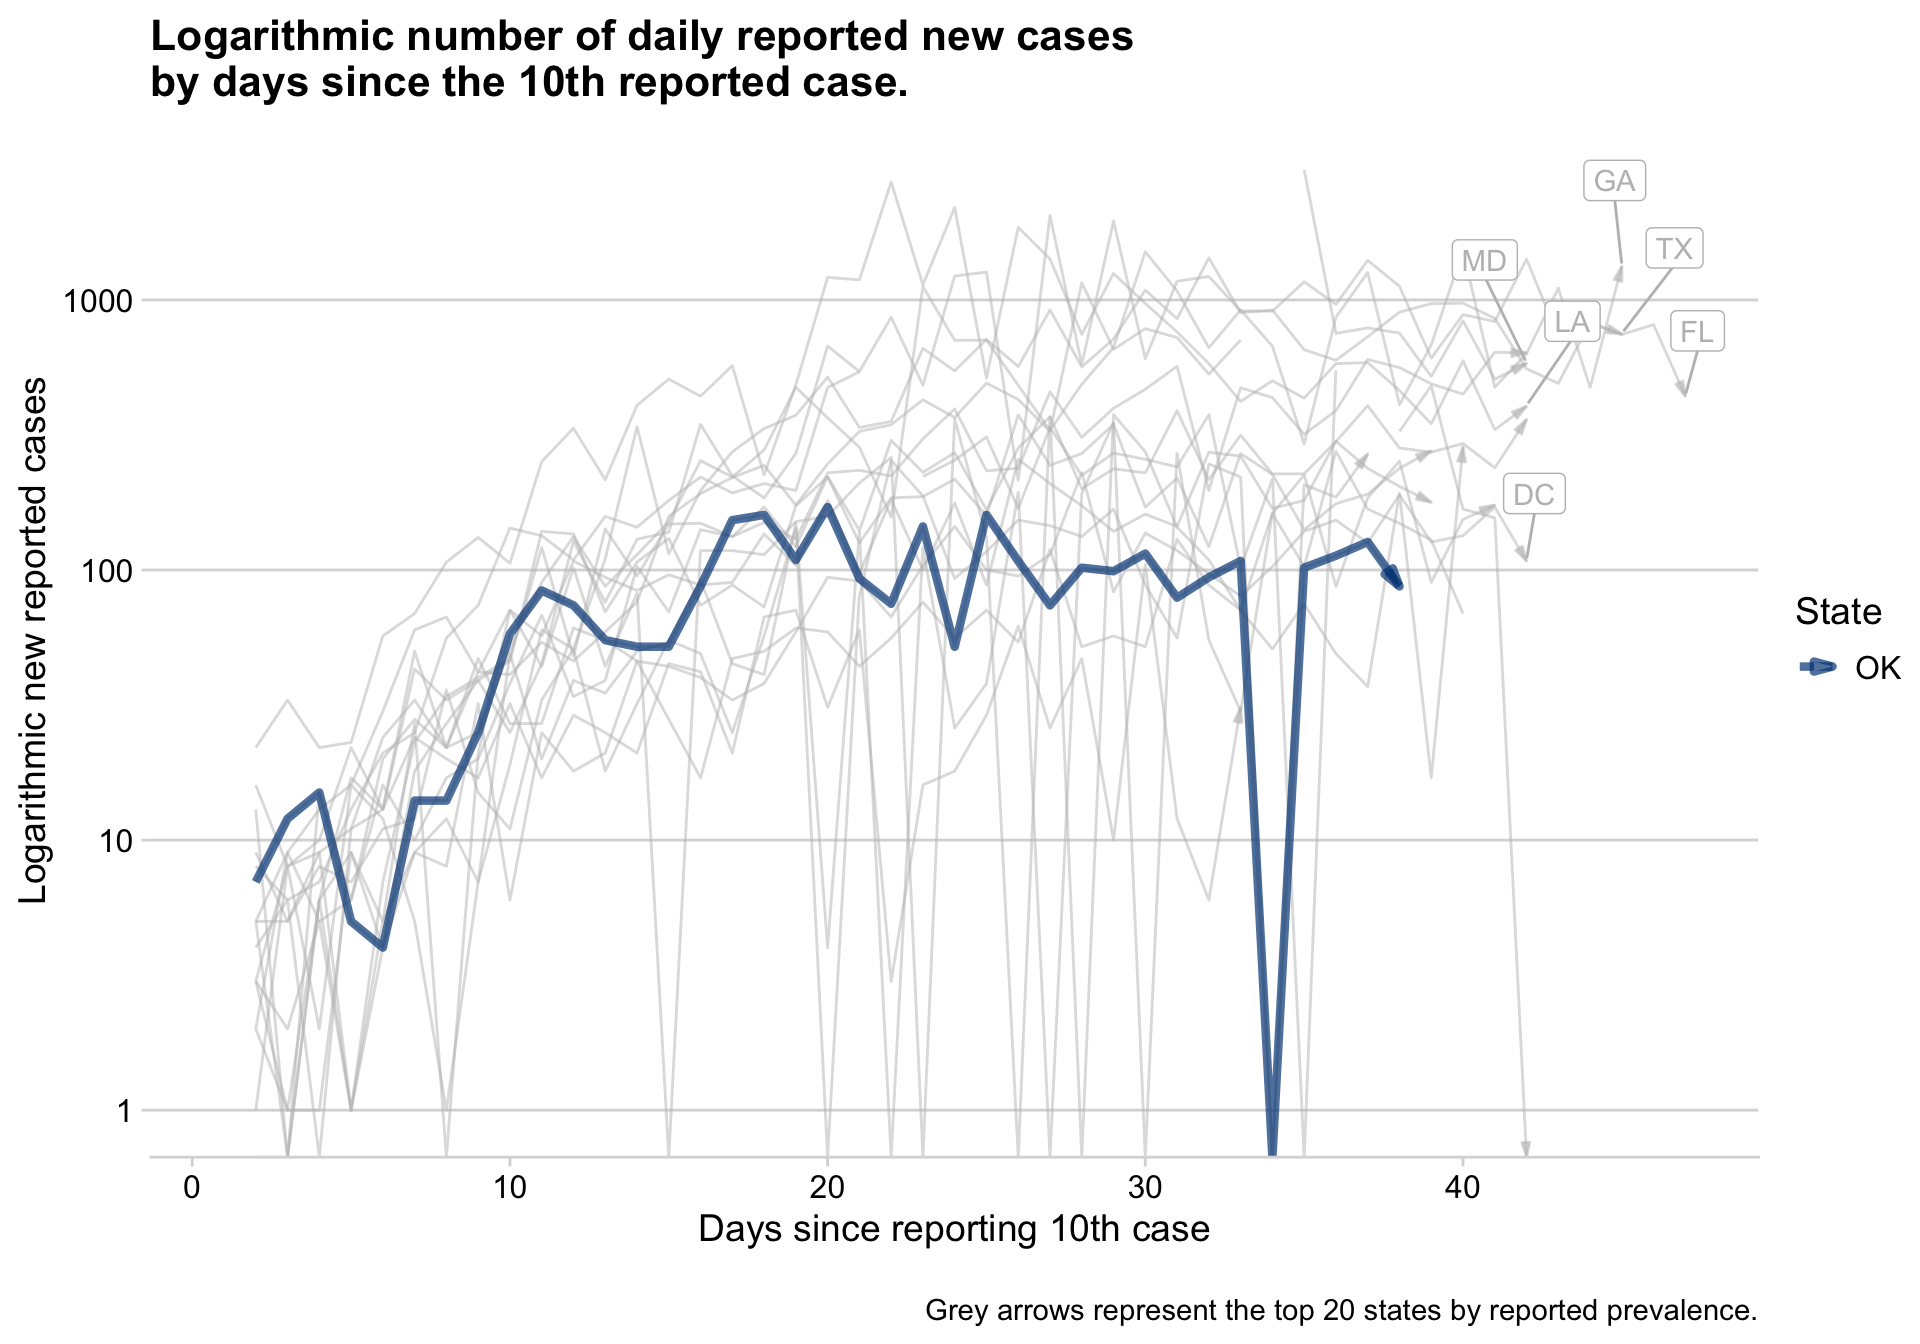 Logarithmic number of daily reported new cases
by days since the 10th reported case.
GA
TX
MD
LA
FL
DC
1000
100
10
1
Logarithmic new reported cases
0 10 20 30 40
Days since reporting 10th case
State
OK
Grey arrows represent the top 20 states by reported prevalence.